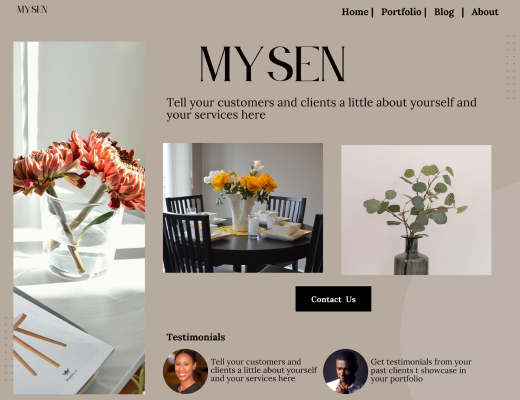 MYSEN
Home | Portfolio | Blog | About
MYSEN
Tell your customers and clients a little about yourself and
your services here
Contact Us
Testimonials
Tell your customers and
clients a little about yourself
and your services here
Get testimonials from your
past clients t showcase in
your portfolio